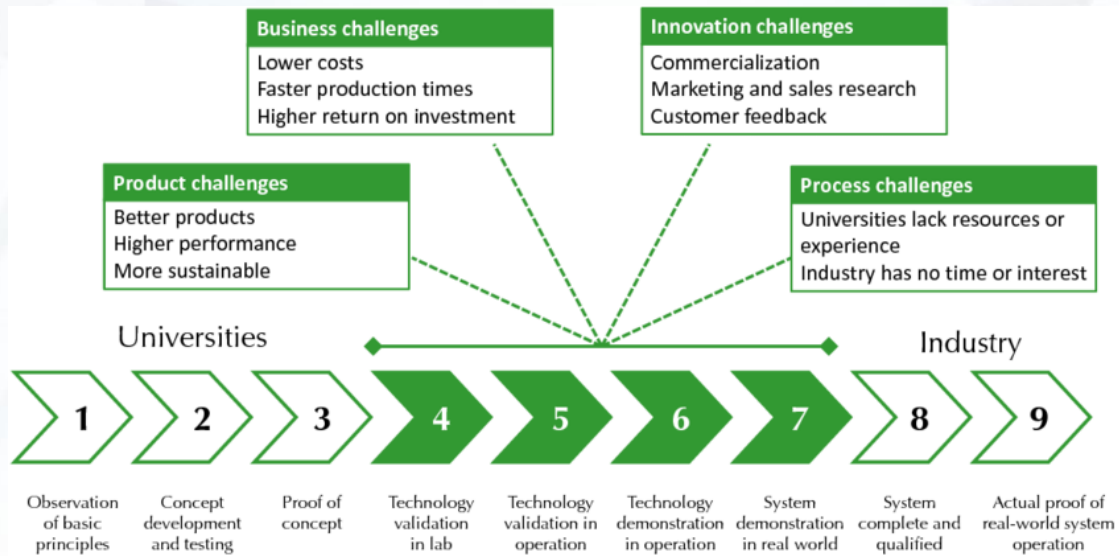 Business challenges
Lower costs
Faster production times
Higher return on investment
Innovation challenges
Commercialization
Marketing and sales research
Customer feedback
Product challenges
Better products
Higher performance
More sustainable
Process challenges
Universities lack resources or
experience
Industry has no time or interest
Universities
Industry
1
2
3
4
5
6
7
8
9
Observation
of basic
principles
Concept
development
and testing
Proof of
concept
Technology
validation
in lab
Technology
validation in
operation
Technology
demonstration
in operation
System
demonstration
in real world
System
complete and
qualified
Actual proof of
real-world system
operation